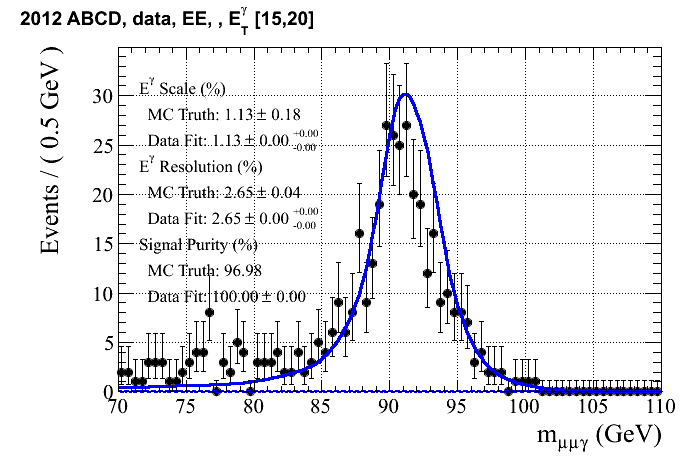 2012 ABCD, data, EE, , E_T^γ [15,20]
Events / ( 0.5 GeV )
E^γ Scale (%)
MC Truth: 1.13 ± 0.18
Data Fit: 1.13 ± 0.00 +0.00 -0.00
E^γ Resolution (%)
MC Truth: 2.65 ± 0.04
Data Fit: 2.65 ± 0.00 +0.00 -0.00
Signal Purity (%)
MC Truth: 96.98
Data Fit: 100.00 ± 0.00
30
25
20
15
10
5
0
70 75 80 85 90 95 100 105 110
m_μμγ (GeV)